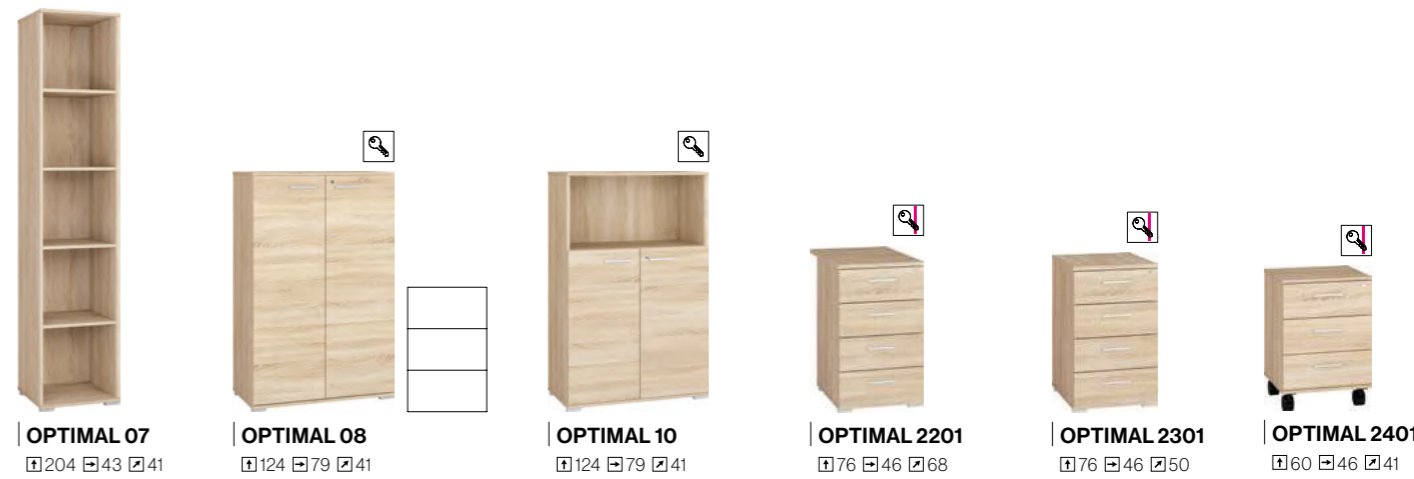 OPTIMAL 07
204 43 41
OPTIMAL 08
124 79 41
OPTIMAL 10
124 79 41
OPTIMAL 2201
76 46 68
OPTIMAL 2301
76 46 50
OPTIMAL 2401
60 46 41